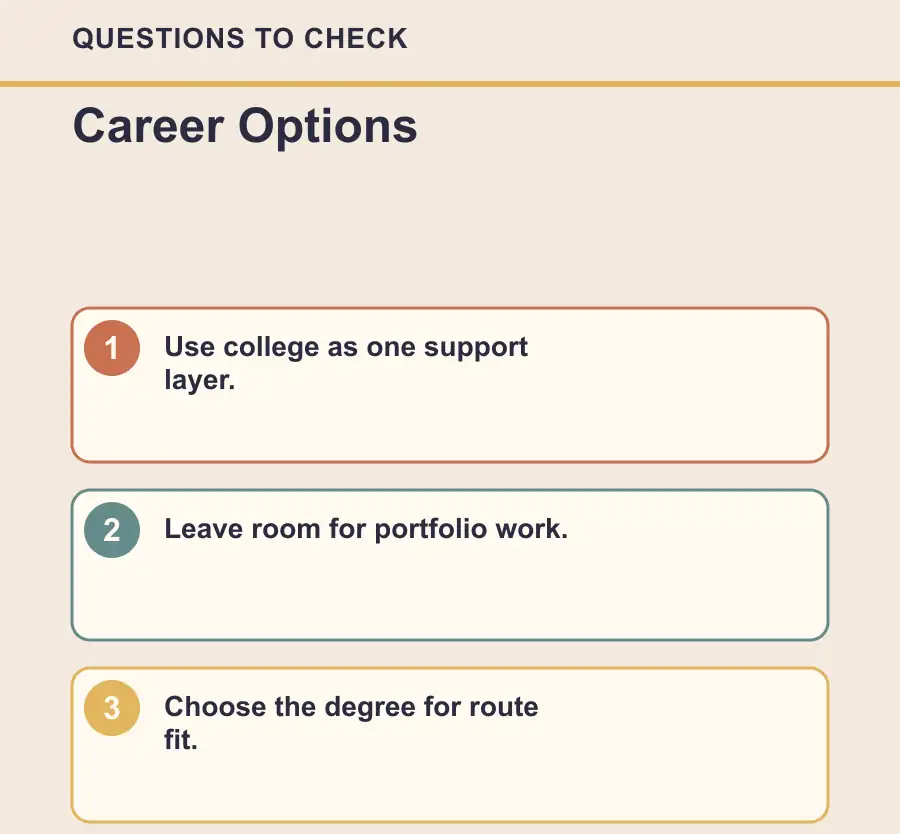 QUESTIONS TO CHECK
Career Options
1
Use college as one support
layer.
2
Leave room for portfolio work.
3
Choose the degree for route
fit.